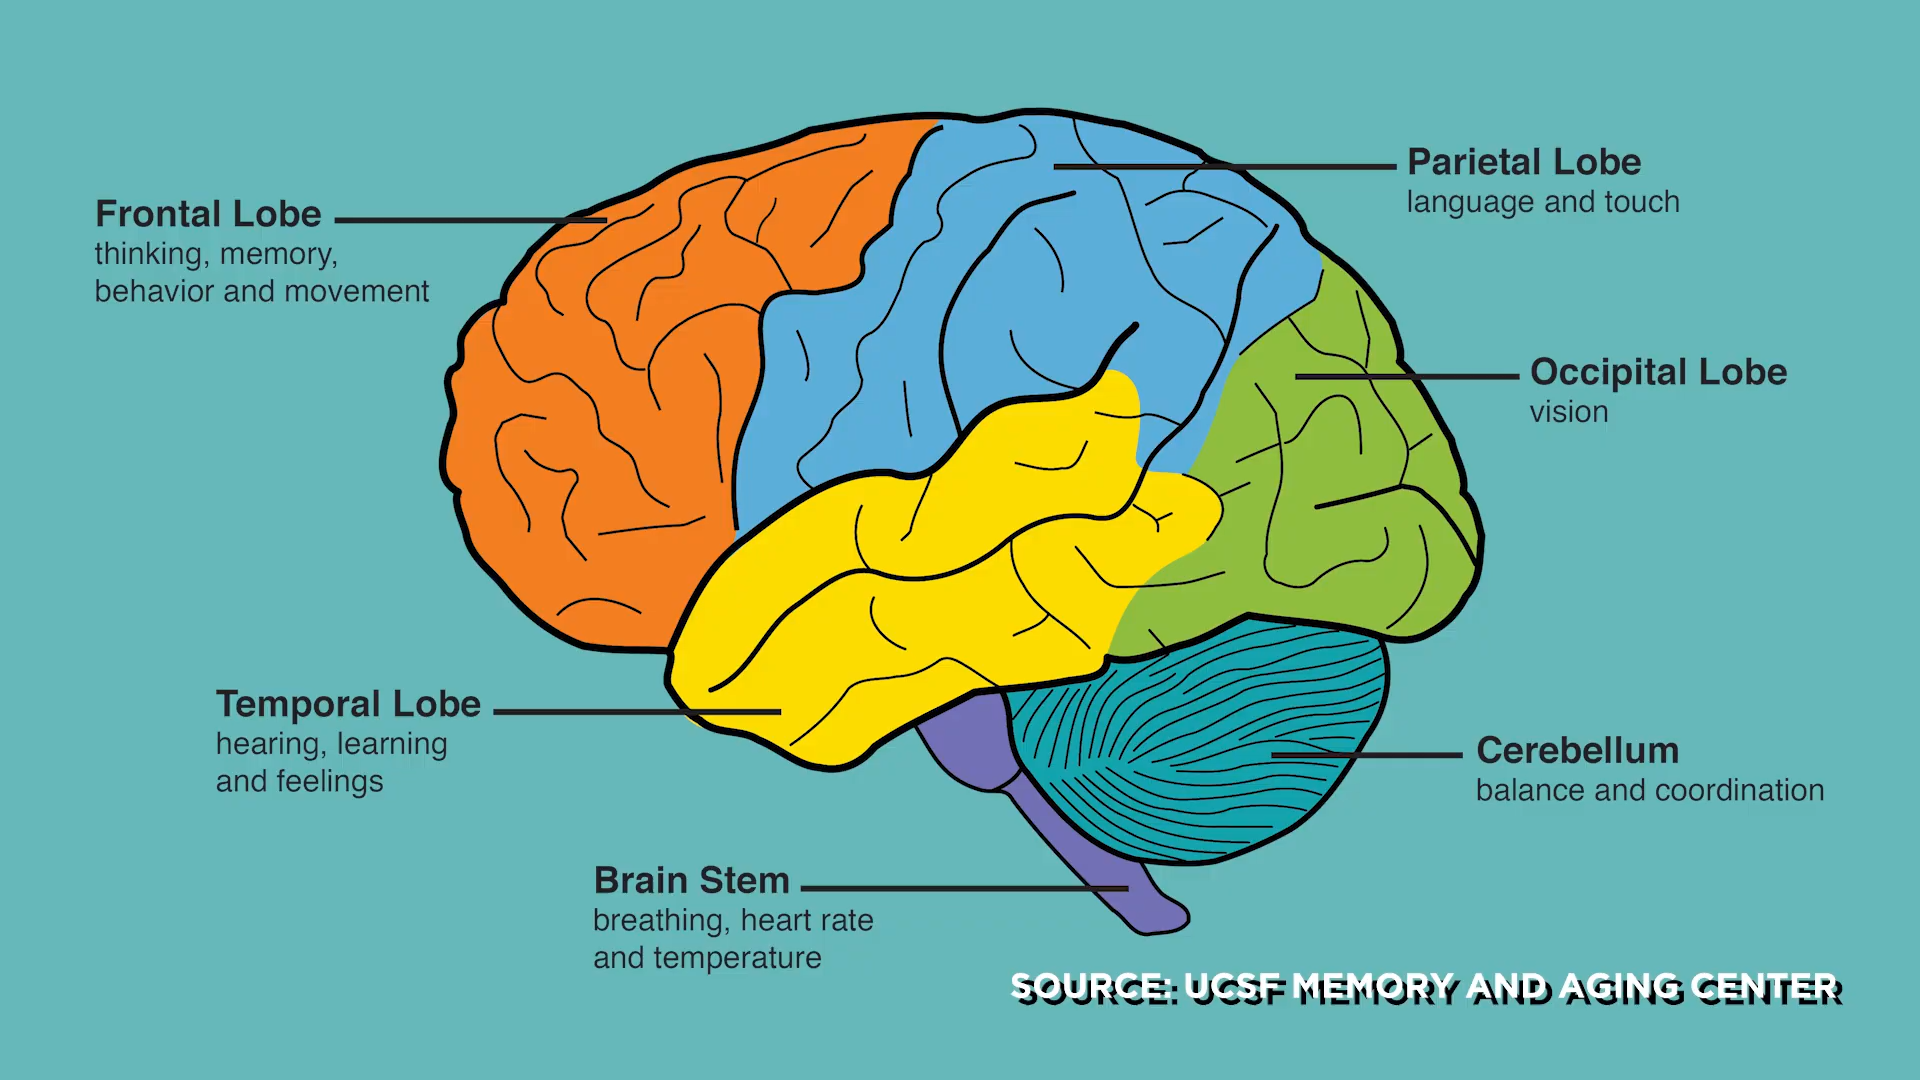 Frontal Lobe
thinking, memory,
behavior and movement
Parietal Lobe
language and touch
Occipital Lobe
vision
Temporal Lobe
hearing, learning
and feelings
Cerebellum
balance and coordination
Brain Stem
breathing, heart rate
and temperature
SOURCE: UCSF MEMORY AND AGING CENTER